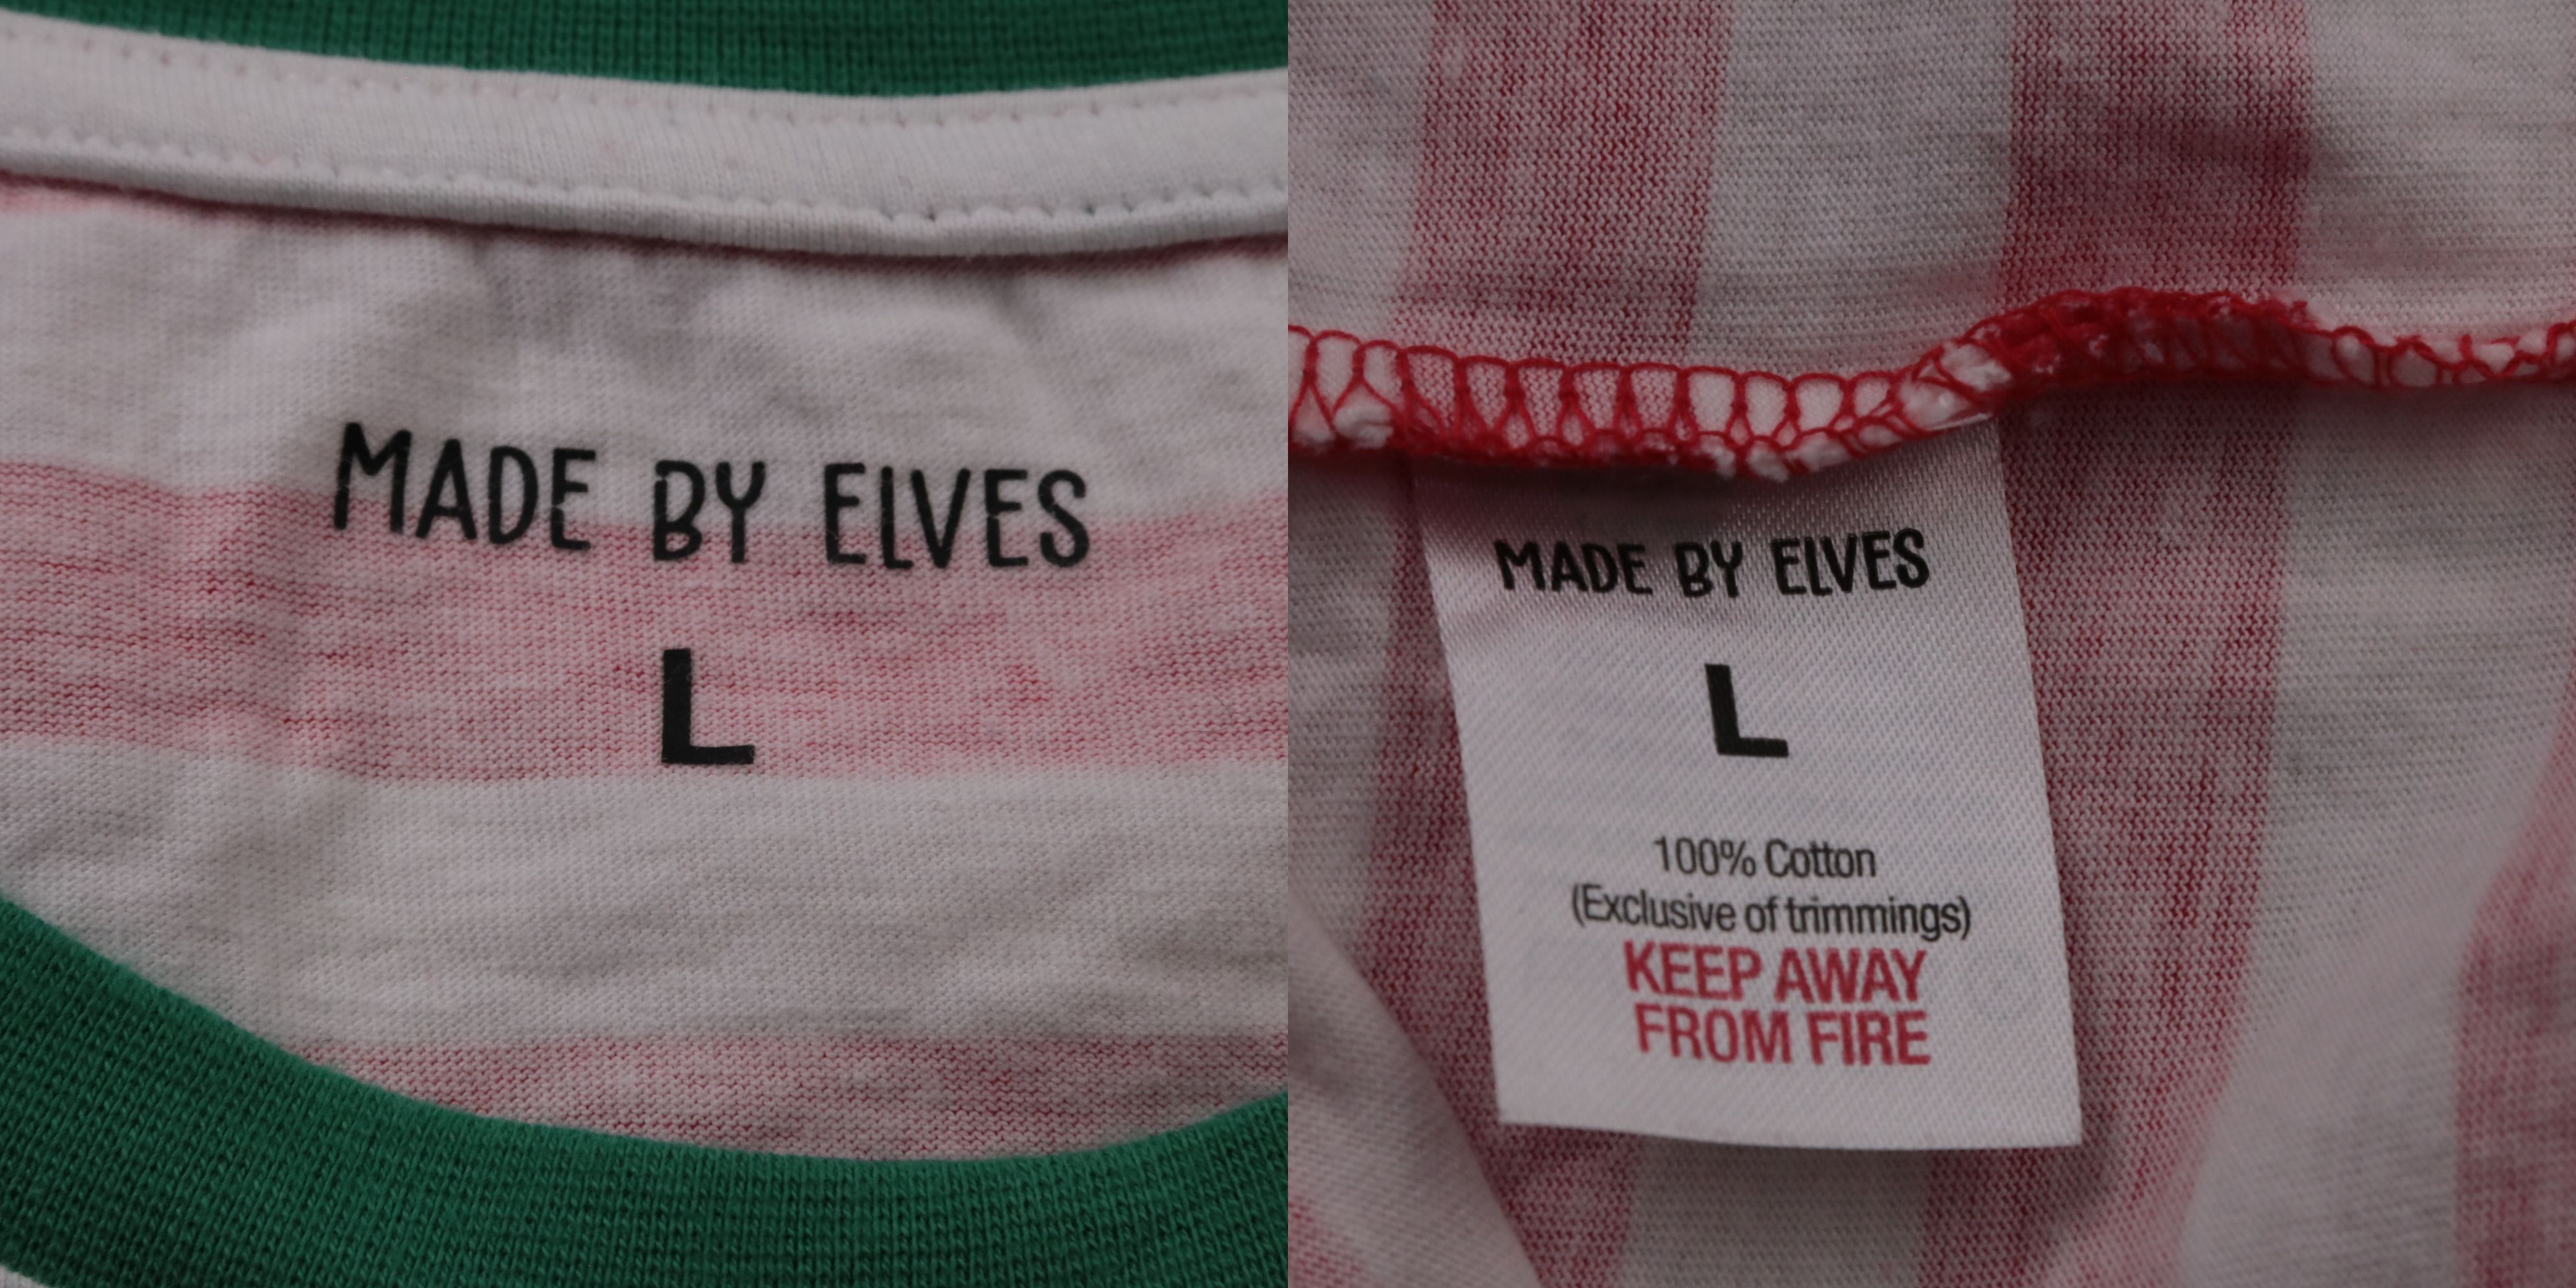 MADE BY ELVES
L
MADE BY ELVES
L
100% Cotton
(Exclusive of trimmings)
KEEP AWAY
FROM FIRE